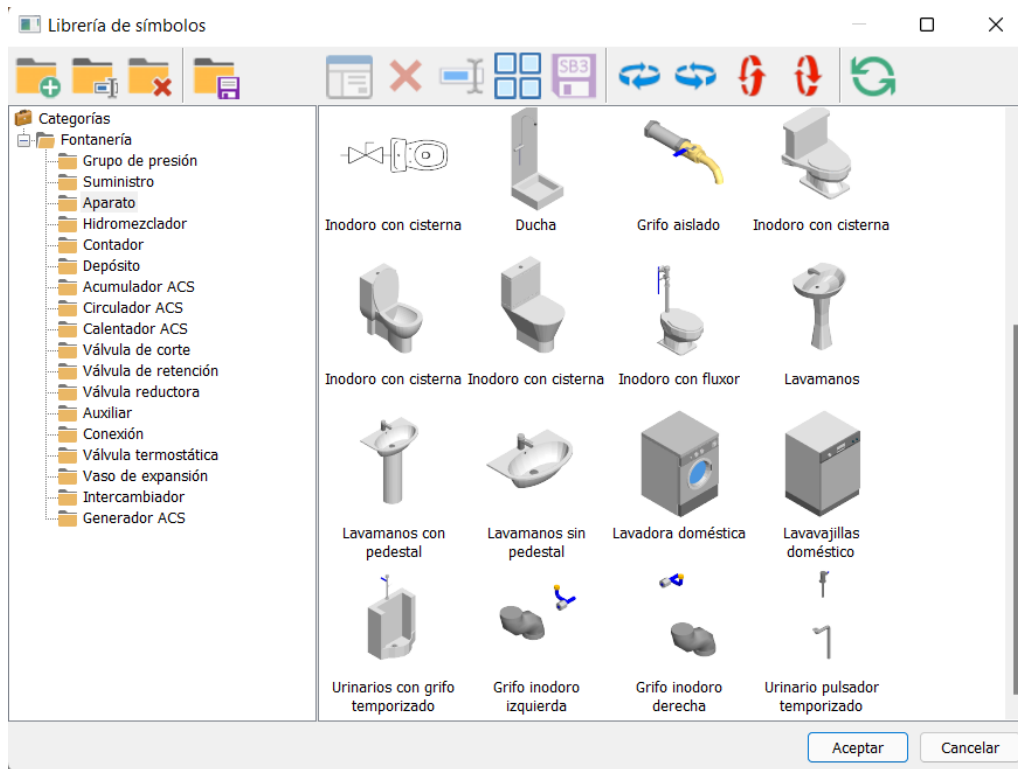 Librería de símbolos
SB3
Categorías
Fontanería
Grupo de presión
Suministro
Aparato
Hidromezclador
Contador
Depósito
Acumulador ACS
Circulador ACS
Calentador ACS
Válvula de corte
Válvula de retención
Válvula reductora
Auxiliar
Conexión
Válvula termostática
Vaso de expansión
Intercambiador
Generador ACS
Inodoro con cisterna
Ducha
Grifo aislado
Inodoro con cisterna
Inodoro con cisterna
Inodoro con cisterna
Inodoro con fluxor
Lavamanos
Lavamanos con
pedestal
Lavamanos sin
pedestal
Lavadora doméstica
Lavavajillas
doméstico
Urinarios con grifo
temporizado
Grifo inodoro
izquierda
Grifo inodoro
derecha
Urinario pulsador
temporizado
Aceptar
Cancelar